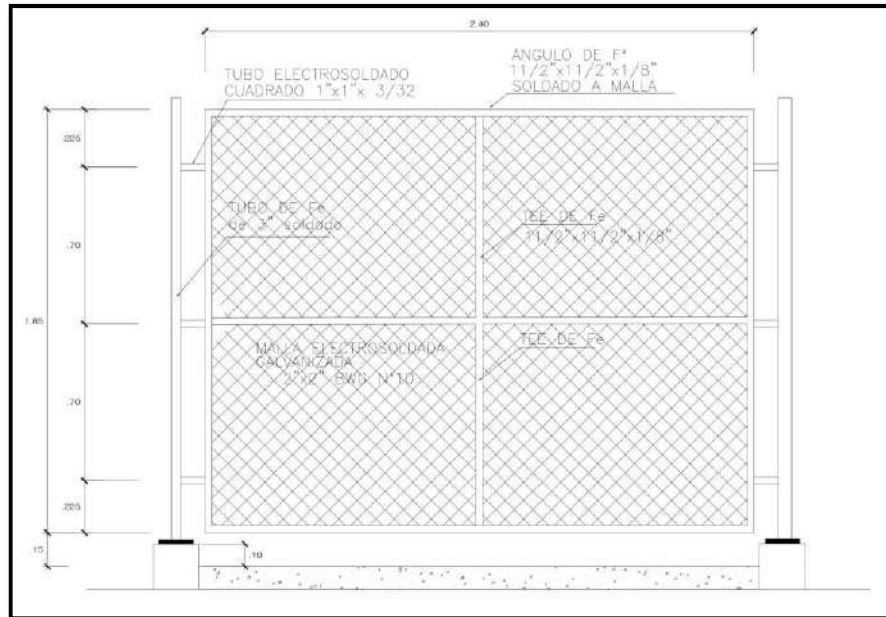 2.40
TUBO ELECTROSOLDADO
CUADRADO 1"x1"x 3/32
ANGULO DE Fº
11/2"x11/2"x1/8"
SOLDADO A MALLA
.225
.70
1.85
.70
.225
.15
.10
TUBO DE Fe
de 3" soldado
TEE DE Fe
11/2"x11/2"x1/8"
MALLA ELECTROSOLDADA
GALVANIZADA
2"x2" BWG Nº10
TEE DE Fe